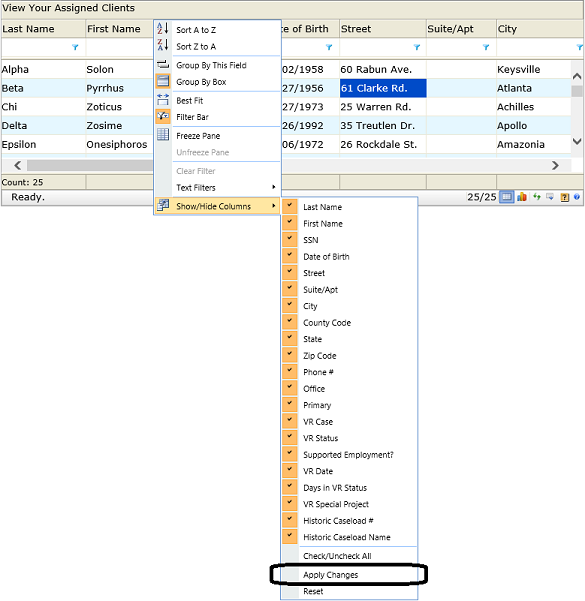 View Your Assigned Clients
Last Name First Name te of Birth Street Suite/Apt City
Alpha Solon 02/1958 60 Rabun Ave. Keysville
Beta Pyrrhus 27/1956 61 Clarke Rd. Atlanta
Chi Zoticus 27/1973 25 Warren Rd. Achilles
Delta Zosime 26/1992 35 Treutlen Dr. Apollo
Epsilon Onesiphoros 06/1972 26 Rockdale St. Amazonia
Count: 25
Ready. 25/25
Sort A to Z
Sort Z to A
Group By This Field
Group By Box
Best Fit
Filter Bar
Freeze Pane
Unfreeze Pane
Clear Filter
Text Filters
Show/Hide Columns
Last Name
First Name
SSN
Date of Birth
Street
Suite/Apt
City
County Code
State
Zip Code
Phone #
Office
Primary
VR Case
VR Status
Supported Employment?
VR Date
Days in VR Status
VR Special Project
Historic Caseload #
Historic Caseload Name
Check/Uncheck All
Apply Changes
Reset